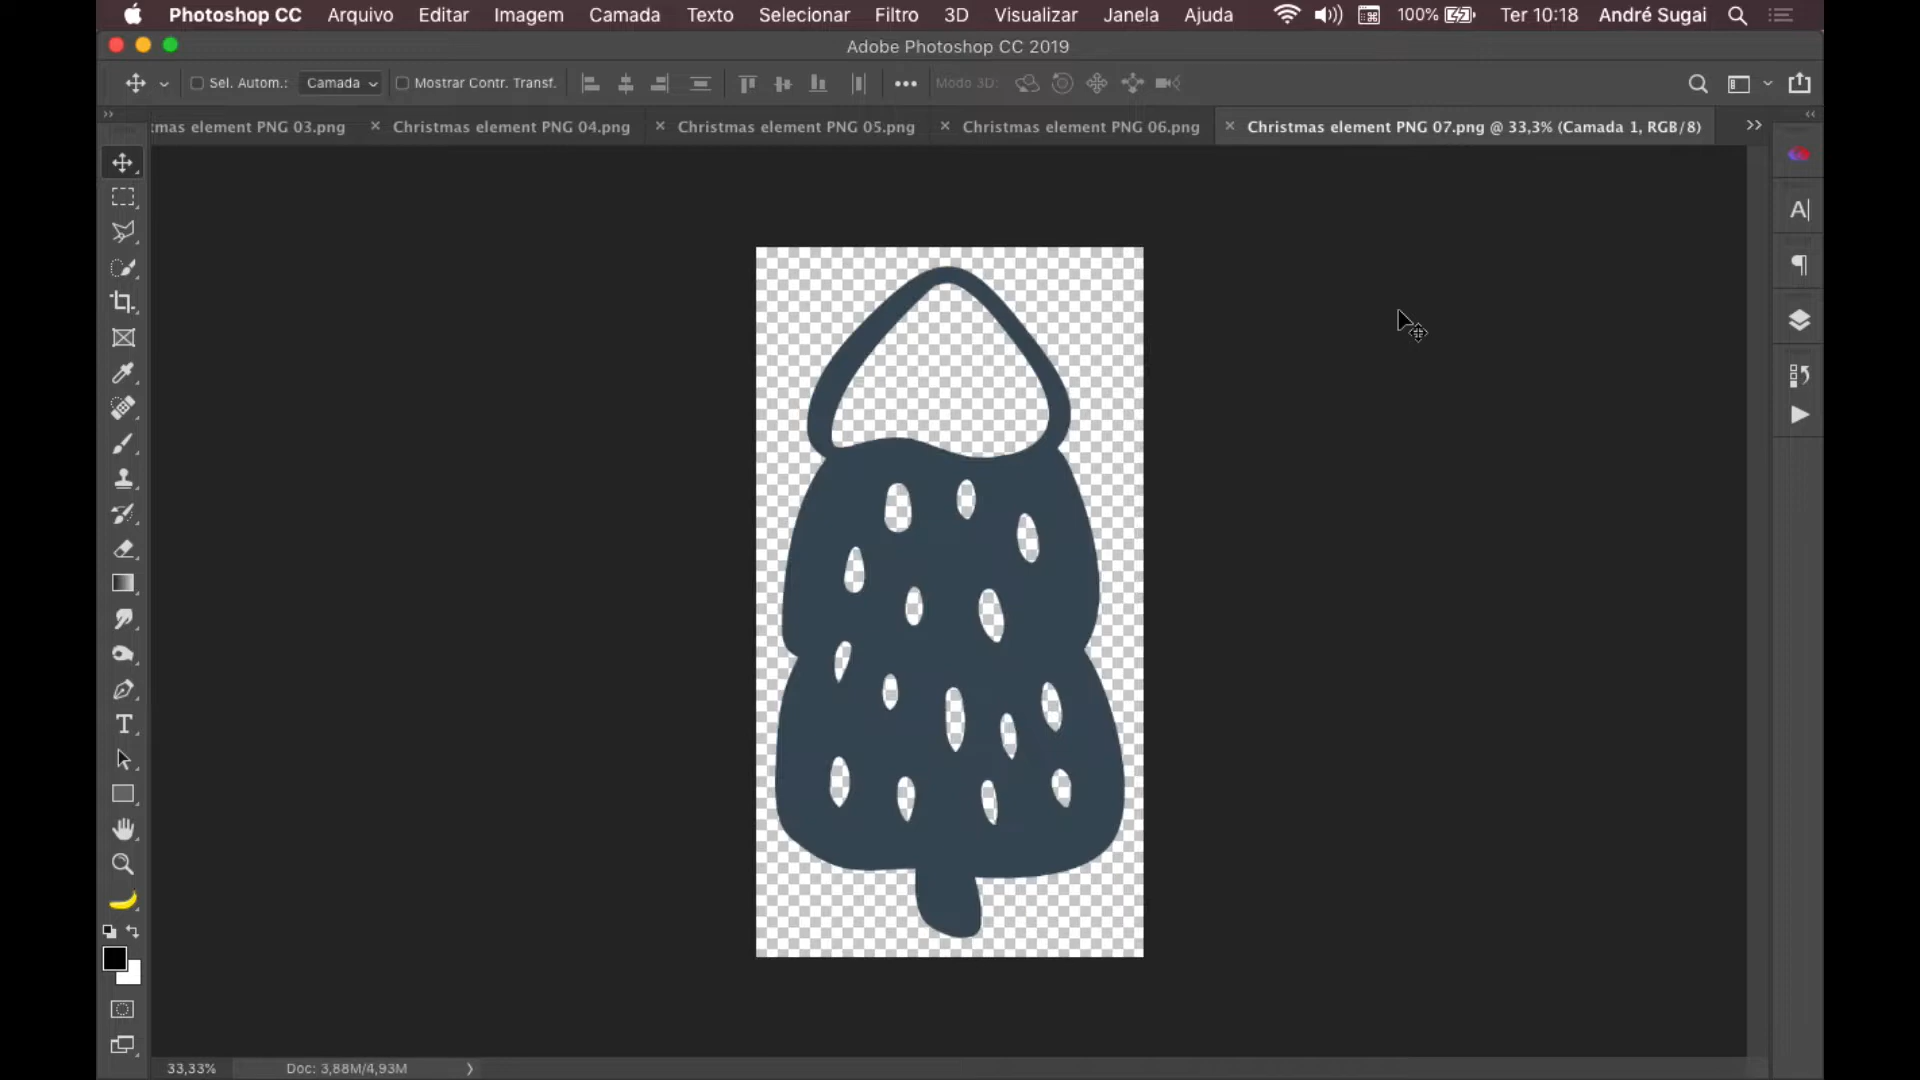 Photoshop CC Arquivo Editar Imagem Camada Texto Selecionar Filtro 3D Visualizar Janela Ajuda 100% Ter 10:18 André Sugai
Adobe Photoshop CC 2019
Sel. Autom.: Camada Mostrar Contr. Transf. Modo 3D:
tmas element PNG 03.png Christmas element PNG 04.png Christmas element PNG 05.png Christmas element PNG 06.png Christmas element PNG 07.png @ 33,3% (Camada 1, RGB/8)
33,33% Doc: 3,88M/4,93M